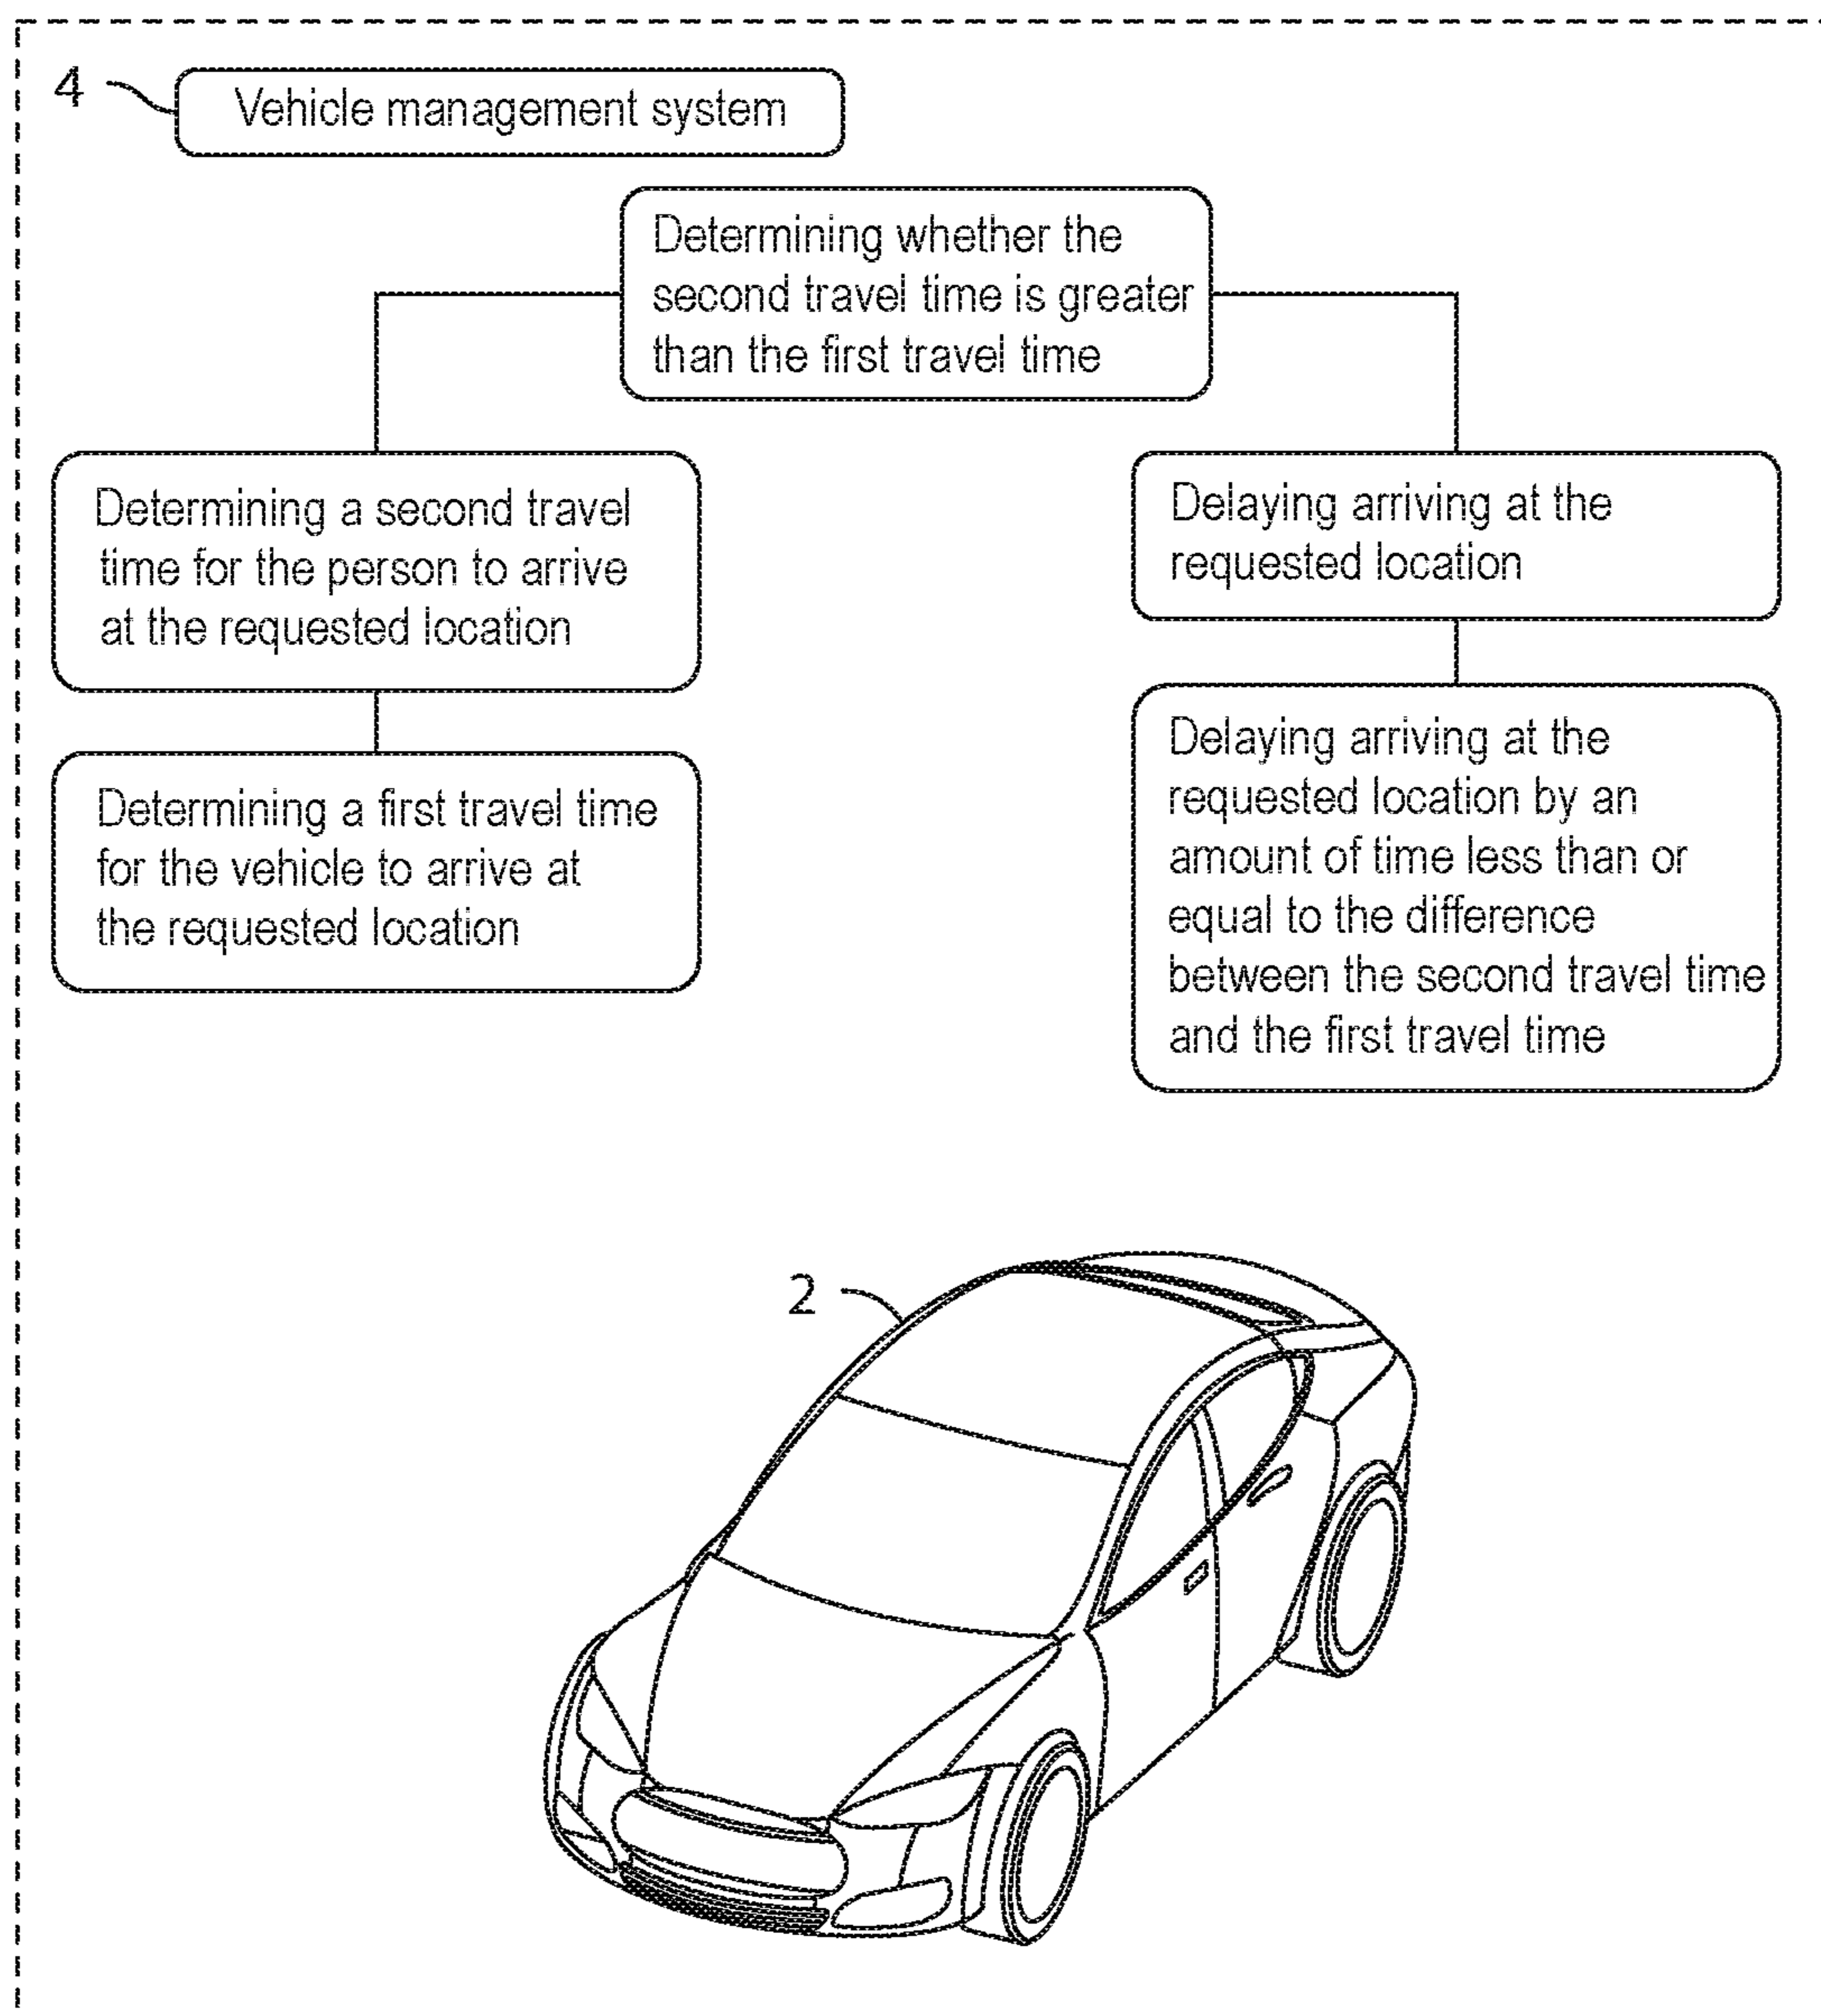 4
Vehicle management system
Determining whether the
second travel time is greater
than the first travel time
Determining a second travel
time for the person to arrive
at the requested location
Determining a first travel time
for the vehicle to arrive at
the requested location
Delaying arriving at the
requested location
Delaying arriving at the
requested location by an
amount of time less than or
equal to the difference
between the second travel time
and the first travel time
2